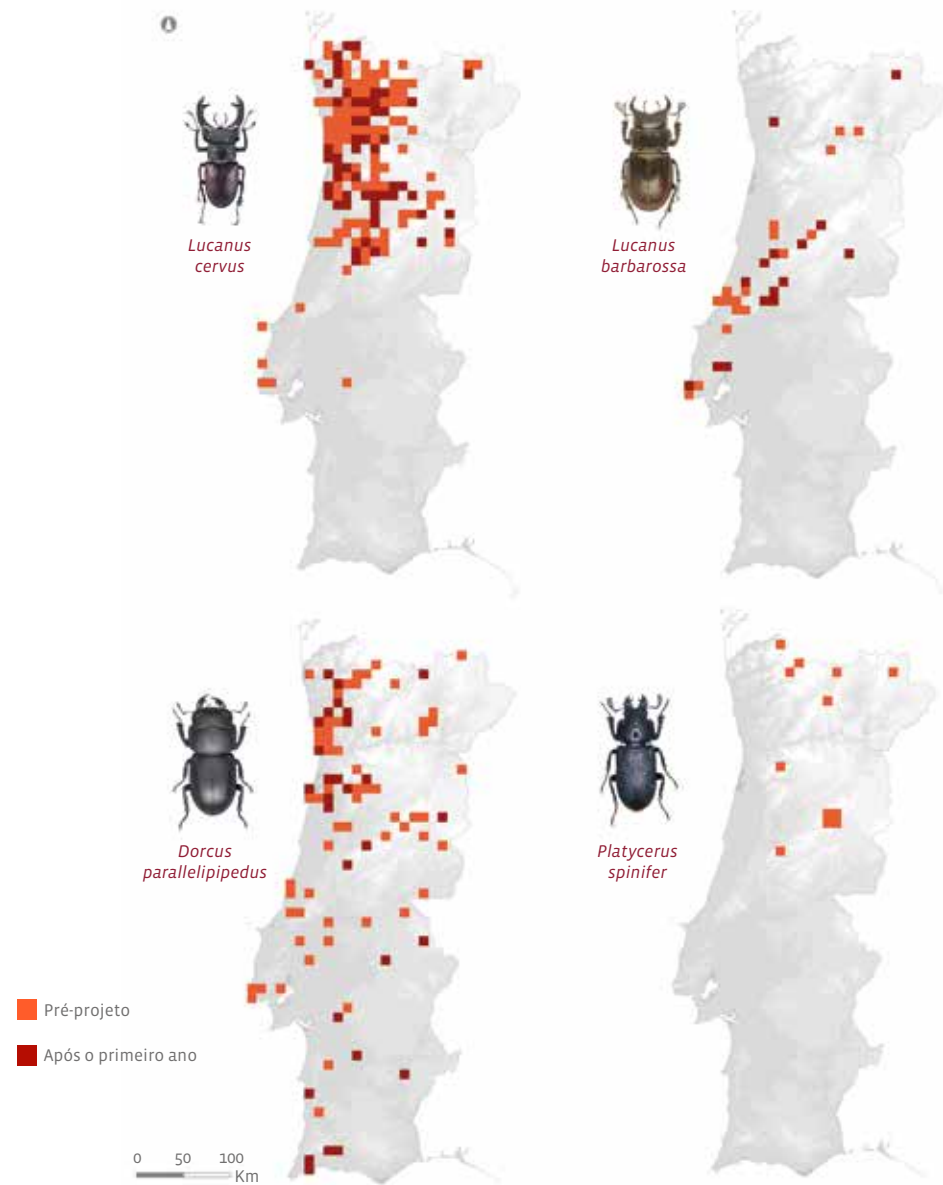 Lucanus
cervus
Lucanus
barbarossa
Dorcus
parallelipipedus
Platycerus
spinifer
Pré-projeto
Após o primeiro ano
0 50 100
Km